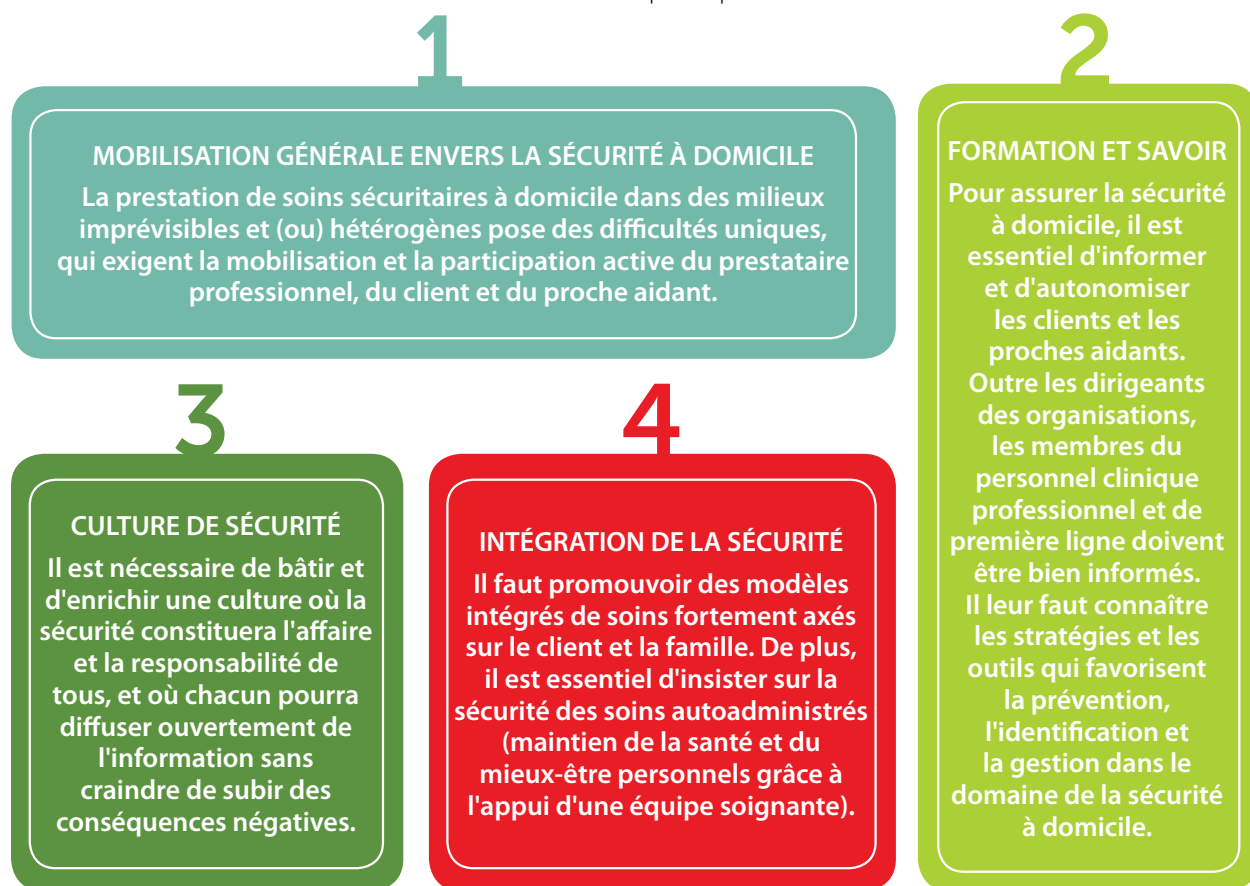 1
MOBILISATION GÉNÉRALE ENVERS LA SÉCURITÉ À DOMICILE
La prestation de soins sécuritaires à domicile dans des milieux
imprévisibles et (ou) hétérogènes pose des difficultés uniques,
qui exigent la mobilisation et la participation active du prestataire
professionnel, du client et du proche aidant.
2
FORMATION ET SAVOIR
Pour assurer la sécurité
à domicile, il est
essentiel d'informer
et d'autonomiser
les clients et les
proches aidants.
Outre les dirigeants
des organisations,
les membres du
personnel clinique
professionnel et de
première ligne doivent
être bien informés.
Il leur faut connaître
les stratégies et les
outils qui favorisent
la prévention,
l'identification et
la gestion dans le
domaine de la sécurité
à domicile.
3
CULTURE DE SÉCURITÉ
Il est nécessaire de bâtir et
d'enrichir une culture où la
sécurité constituera l'affaire
et la responsabilité de
tous, et où chacun pourra
diffuser ouvertement de
l'information sans
craindre de subir des
conséquences négatives.
4
INTÉGRATION DE LA SÉCURITÉ
Il faut promouvoir des modèles
intégrés de soins fortement axés
sur le client et la famille. De plus,
il est essentiel d'insister sur la
sécurité des soins autoadministrés
(maintien de la santé et du
mieux-être personnels grâce à
l'appui d'une équipe soignante).